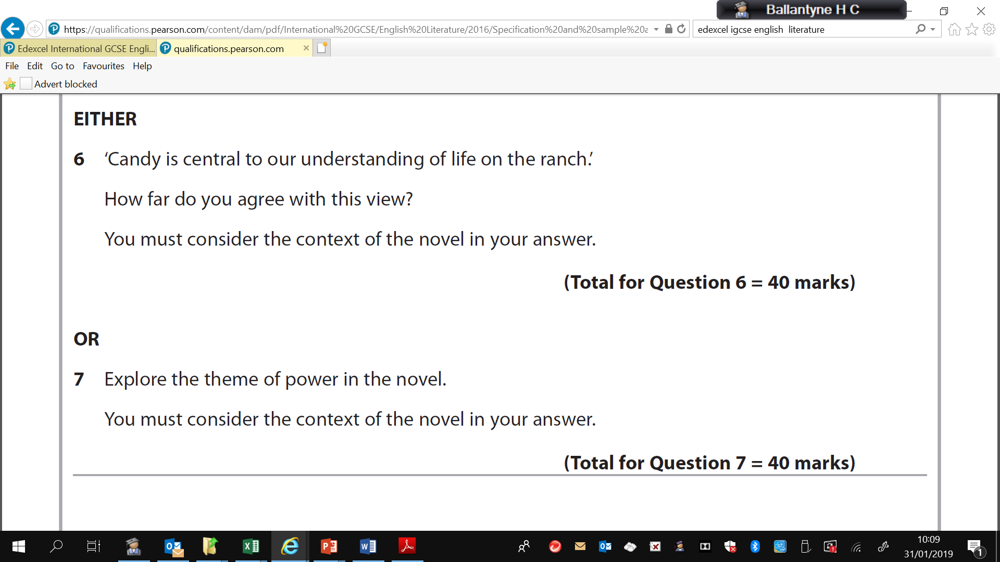 Ballantyne H C
https://qualifications.pearson.com/content/dam/pdf/International%20GCSE/English%20Literature/2016/Specification%20and%20sample%20a
edexcel igcse english literature
Edexcel International GCSE Engli...
qualifications.pearson.com
File Edit Go to Favourites Help
Advert blocked
EITHER
6 ‘Candy is central to our understanding of life on the ranch.’
How far do you agree with this view?
You must consider the context of the novel in your answer.
(Total for Question 6 = 40 marks)
OR
7 Explore the theme of power in the novel.
You must consider the context of the novel in your answer.
(Total for Question 7 = 40 marks)
10:09
31/01/2019
1